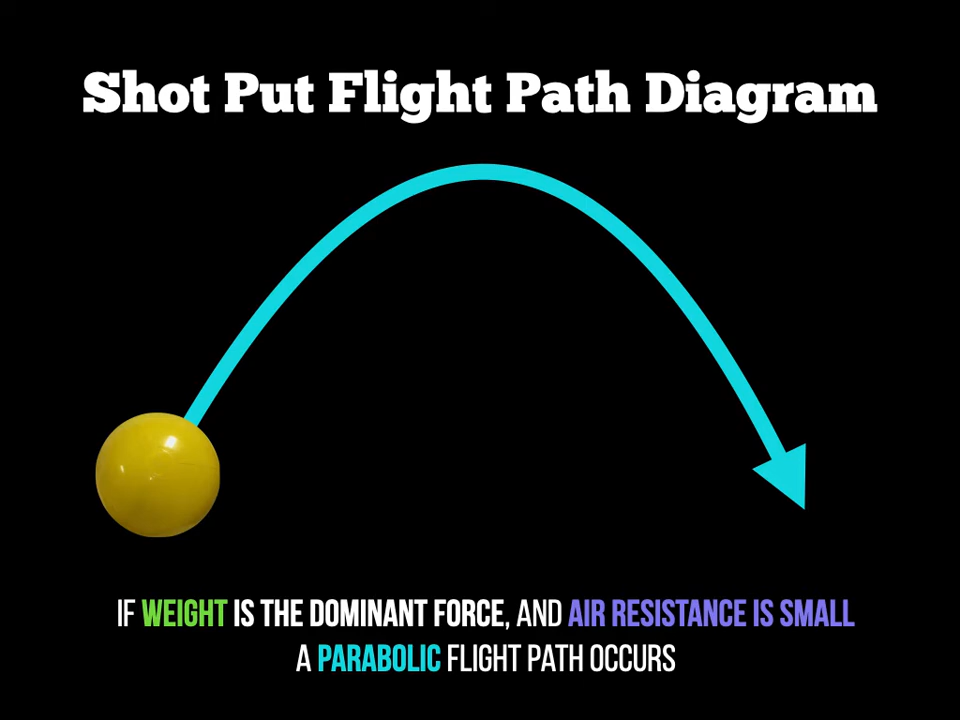 Shot Put Flight Path Diagram
IF WEIGHT IS THE DOMINANT FORCE, AND AIR RESISTANCE IS SMALL
A PARABOLIC FLIGHT PATH OCCURS